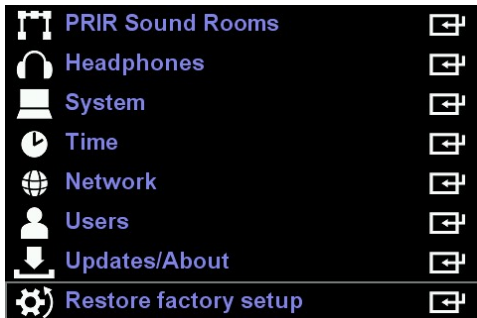 PRIR Sound Rooms
Headphones
System
Time
Network
Users
Updates/About
Restore factory setup